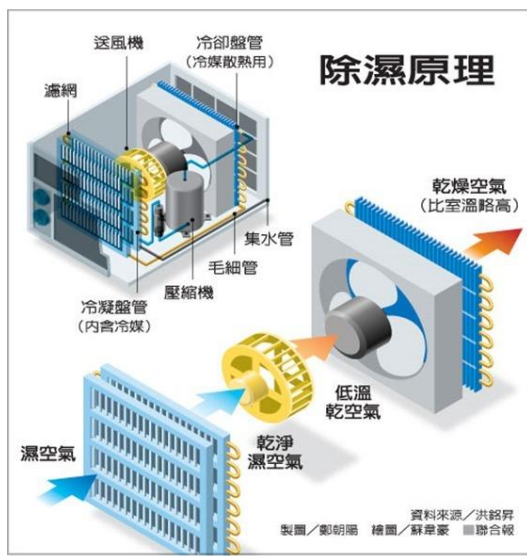 除濕原理
送風機
冷卻盤管
(冷媒散熱用)
濾網
集水管
毛細管
壓縮機
冷凝盤管
(內含冷媒)
乾燥空氣
(比室溫略高)
低溫
乾空氣
乾淨
濕空氣
濕空氣
資料來源／洪銘昇
製圖／鄭朝陽 繪圖／蘇韋豪 ■聯合報